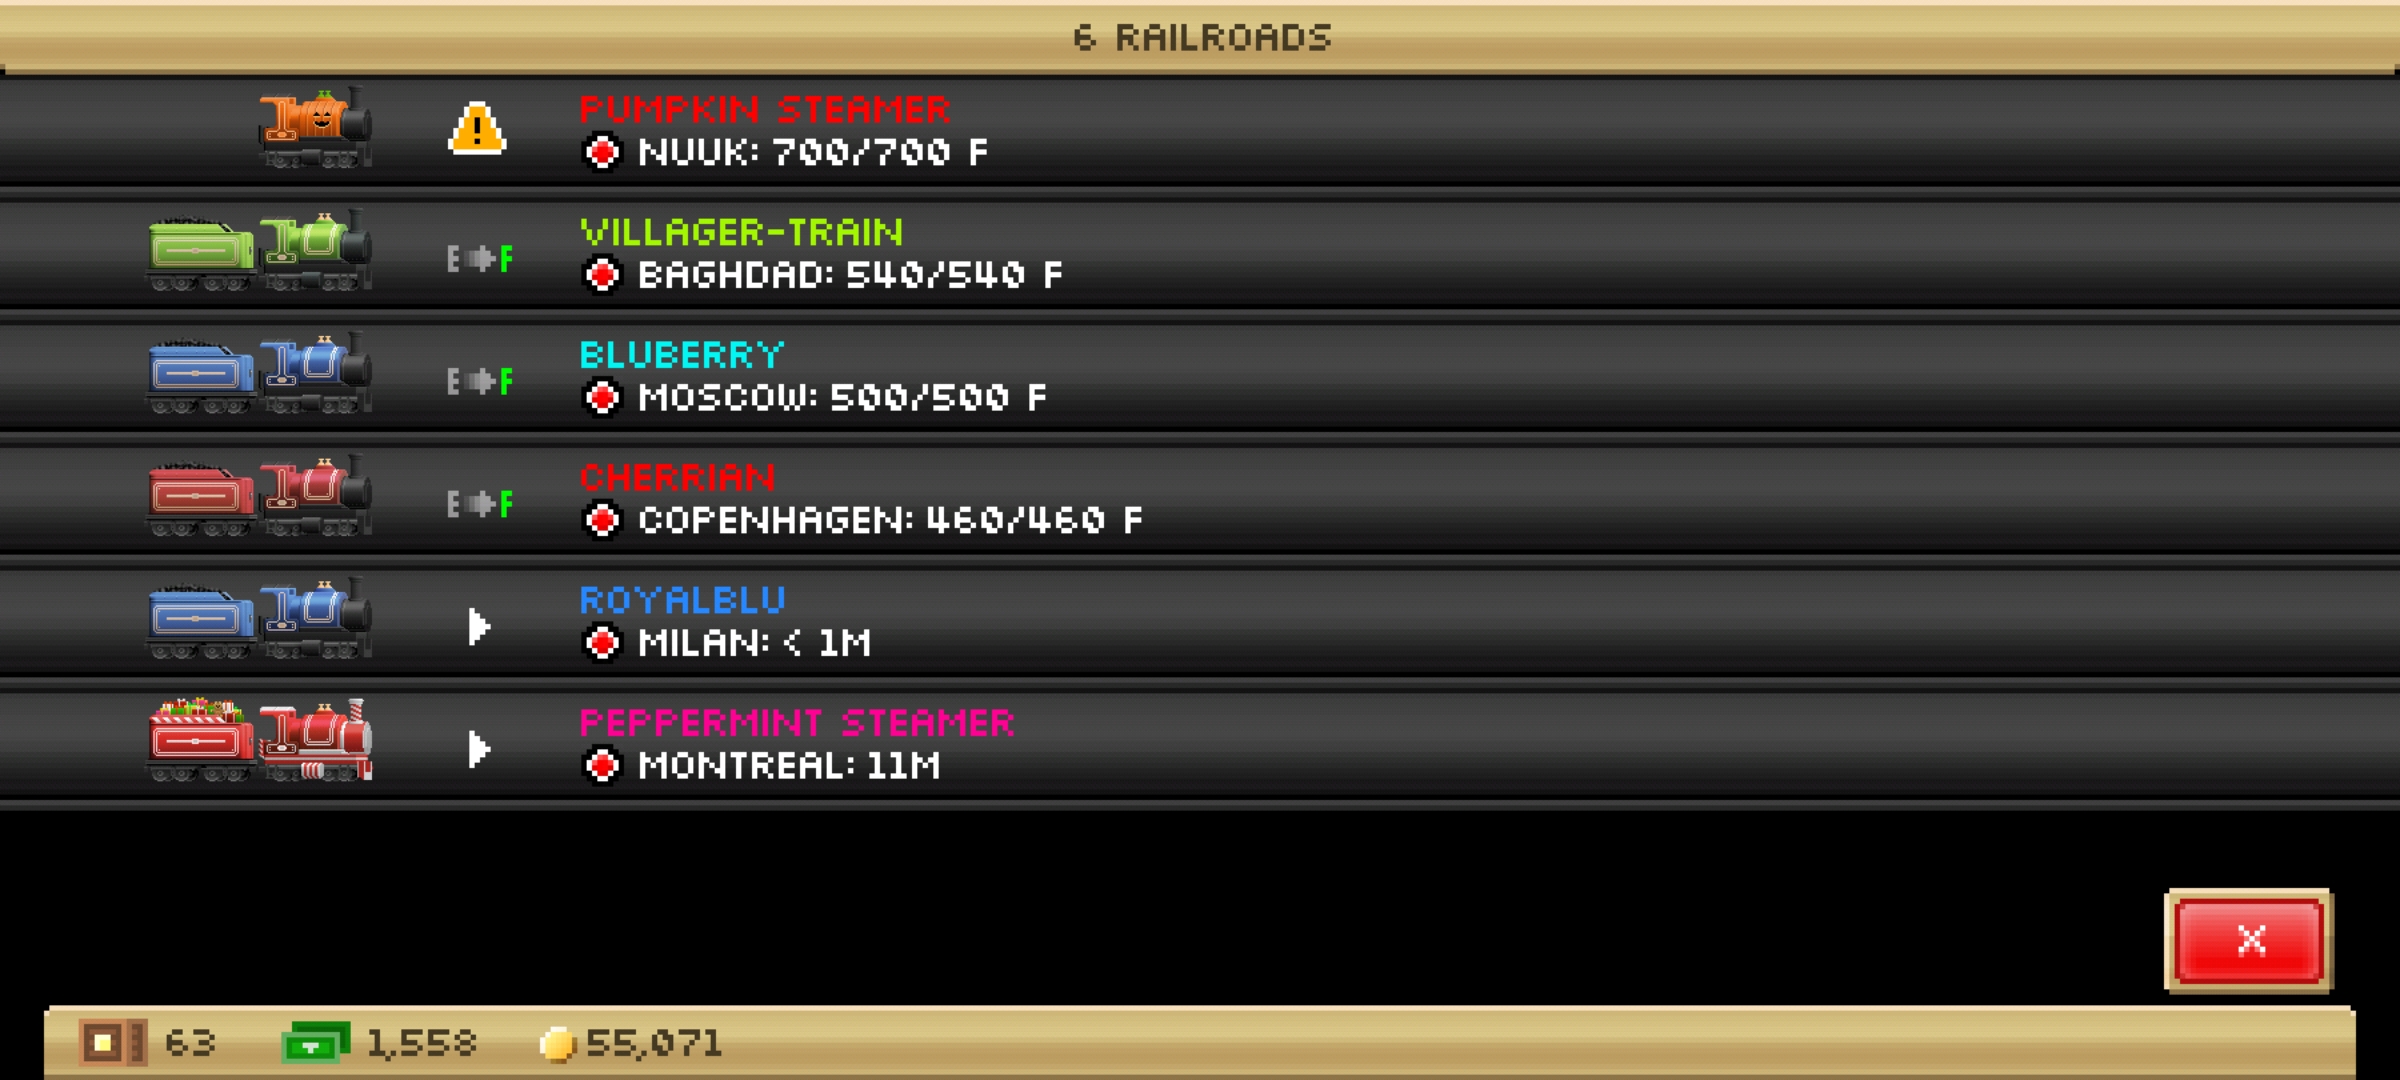 6 RAILROADS
PUMPKIN STEAMER
NUUK: 700/700 F
VILLAGER-TRAIN
E F
BAGHDAD: 540/540 F
BLUBERRY
E F
MOSCOW: 500/500 F
CHERRIAN
E F
COPENHAGEN: 460/460 F
ROYALBLU
MILAN: < 1M
PEPPERMINT STEAMER
MONTREAL: 11M
X
63 1,558 55,071